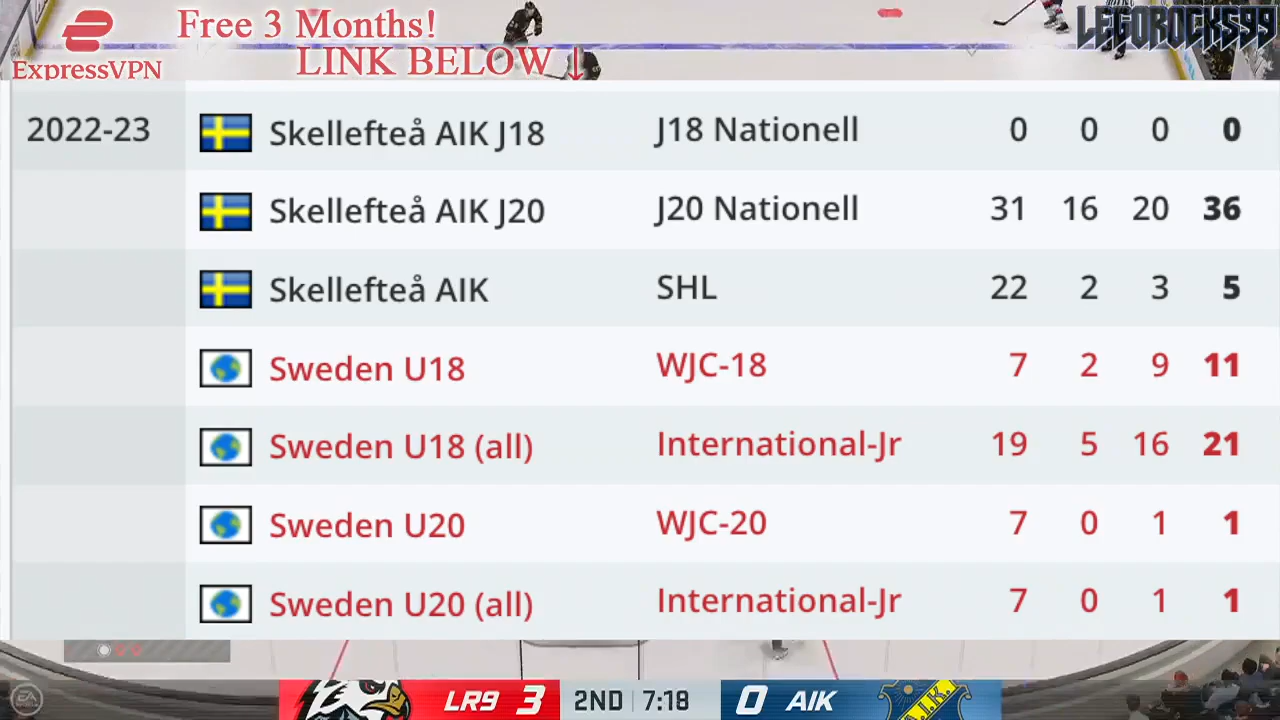 Free 3 Months!
LINK BELOW ↓
ExpressVPN
LEGOROCKS99
2022-23 Skellefteå AIK J18 J18 Nationell 0 0 0 0
Skellefteå AIK J20 J20 Nationell 31 16 20 36
Skellefteå AIK SHL 22 2 3 5
Sweden U18 WJC-18 7 2 9 11
Sweden U18 (all) International-Jr 19 5 16 21
Sweden U20 WJC-20 7 0 1 1
Sweden U20 (all) International-Jr 7 0 1 1
EA
LR9 3 2ND 7:18 0 AIK A.I.K.